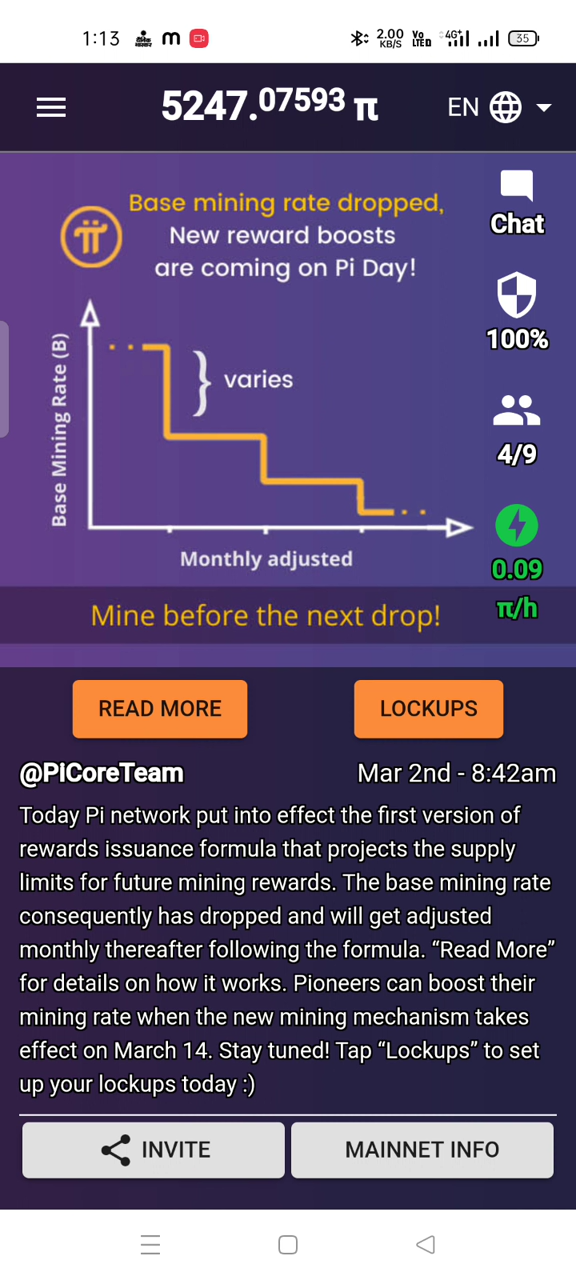 1:13 m 2.00 KB/S Vo LTED 4G+ 35
5247.07593 π EN
Base mining rate dropped,
New reward boosts
are coming on Pi Day!
Chat
100%
Base Mining Rate (B)
varies
4/9
Monthly adjusted
0.09
π/h
Mine before the next drop!
READ MORE LOCKUPS
@PiCoreTeam Mar 2nd - 8:42am
Today Pi network put into effect the first version of
rewards issuance formula that projects the supply
limits for future mining rewards. The base mining rate
consequently has dropped and will get adjusted
monthly thereafter following the formula. “Read More”
for details on how it works. Pioneers can boost their
mining rate when the new mining mechanism takes
effect on March 14. Stay tuned! Tap “Lockups” to set
up your lockups today :)
INVITE MAINNET INFO